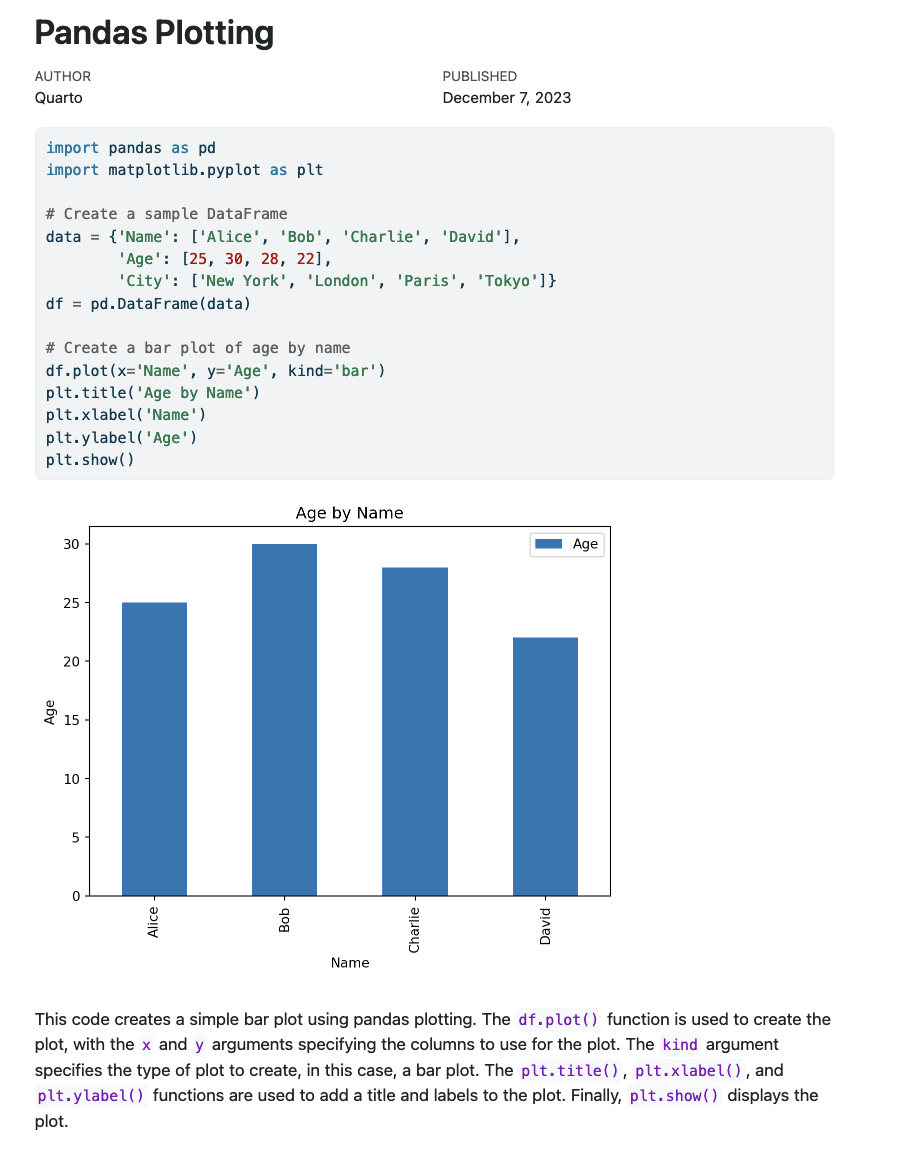 Pandas Plotting
AUTHOR
Quarto
PUBLISHED
December 7, 2023
import pandas as pd
import matplotlib.pyplot as plt
# Create a sample DataFrame
data = {'Name': ['Alice', 'Bob', 'Charlie', 'David'],
        'Age': [25, 30, 28, 22],
        'City': ['New York', 'London', 'Paris', 'Tokyo']}
df = pd.DataFrame(data)
# Create a bar plot of age by name
df.plot(x='Name', y='Age', kind='bar')
plt.title('Age by Name')
plt.xlabel('Name')
plt.ylabel('Age')
plt.show()
Age by Name
Age
30
25
20
15
10
5
0
Age
Alice
Bob
Charlie
David
Name
This code creates a simple bar plot using pandas plotting. The df.plot() function is used to create the
plot, with the x and y arguments specifying the columns to use for the plot. The kind argument
specifies the type of plot to create, in this case, a bar plot. The plt.title(), plt.xlabel(), and
plt.ylabel() functions are used to add a title and labels to the plot. Finally, plt.show() displays the
plot.